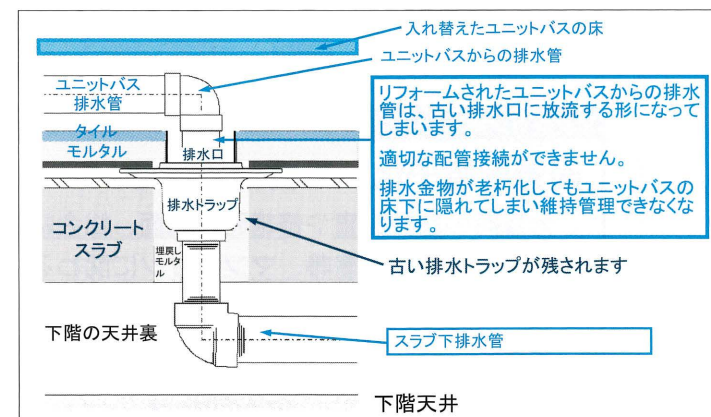 入れ替えたユニットバスの床
ユニットバスからの排水管
ユニットバス
排水管
リフォームされたユニットバスからの排水
管は、古い排水口に放流する形になって
しまいます。
適切な配管接続ができません。
排水金物が老朽化してもユニットバスの
床下に隠れてしまい維持管理できなくな
ります。
タイル
モルタル
排水口
排水トラップ
コンクリート
スラブ
埋戻し
モルタ
ル
古い排水トラップが残されます
下階の天井裏
スラブ下排水管
下階天井